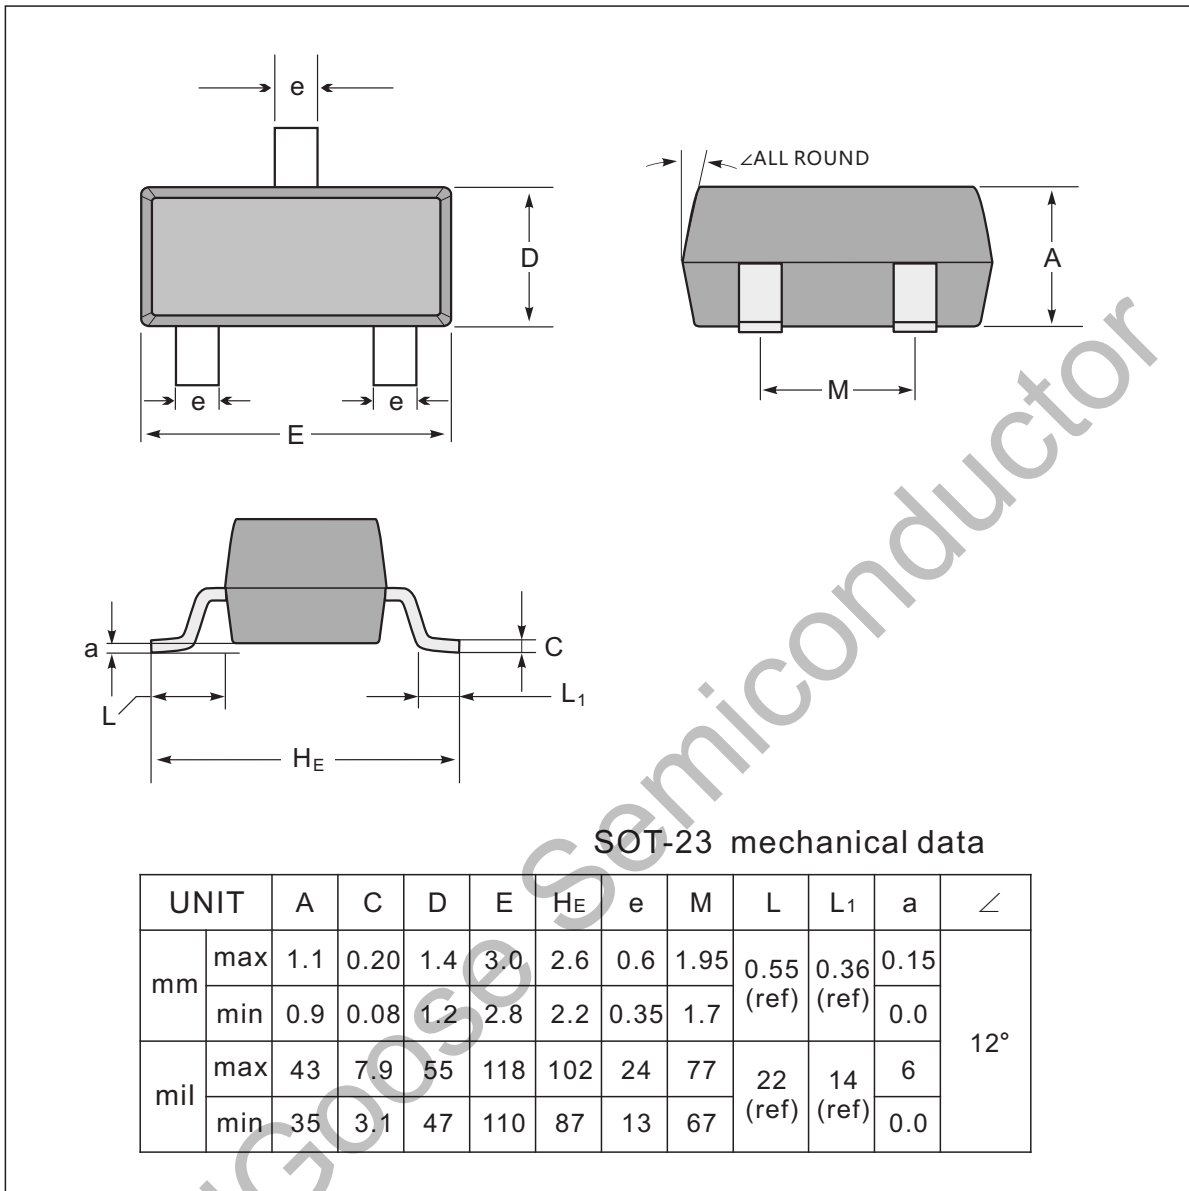 e
∠ALL ROUND
D
A
e e
M
E
a
C
L
L1
HE
SOT-23 mechanical data
UNIT A C D E HE e M L L1 a ∠
mm max 1.1 0.20 1.4 3.0 2.6 0.6 1.95 0.55 (ref) 0.36 (ref) 0.15 12°
min 0.9 0.08 1.2 2.8 2.2 0.35 1.7 0.0
mil max 43 7.9 55 118 102 24 77 22 (ref) 14 (ref) 6
min 35 3.1 47 110 87 13 67 0.0
Goose Semiconductor